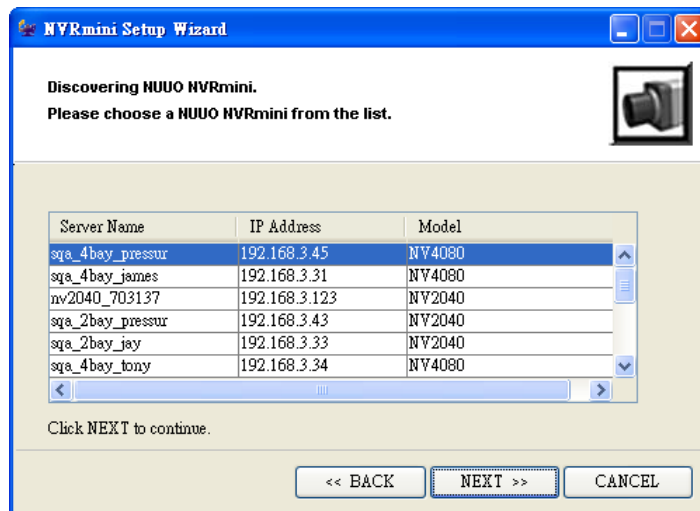 NVRmini Setup Wizard
Discovering NUUO NVRmini.
Please choose a NUUO NVRmini from the list.
Server Name IP Address Model
sqa_4bay_pressur 192.168.3.45 NV4080
sqa_4bay_james 192.168.3.31 NV4080
nv2040_703137 192.168.3.123 NV2040
sqa_2bay_pressur 192.168.3.43 NV2040
sqa_2bay_jay 192.168.3.33 NV2040
sqa_4bay_tony 192.168.3.34 NV4080
Click NEXT to continue.
<< BACK NEXT >> CANCEL